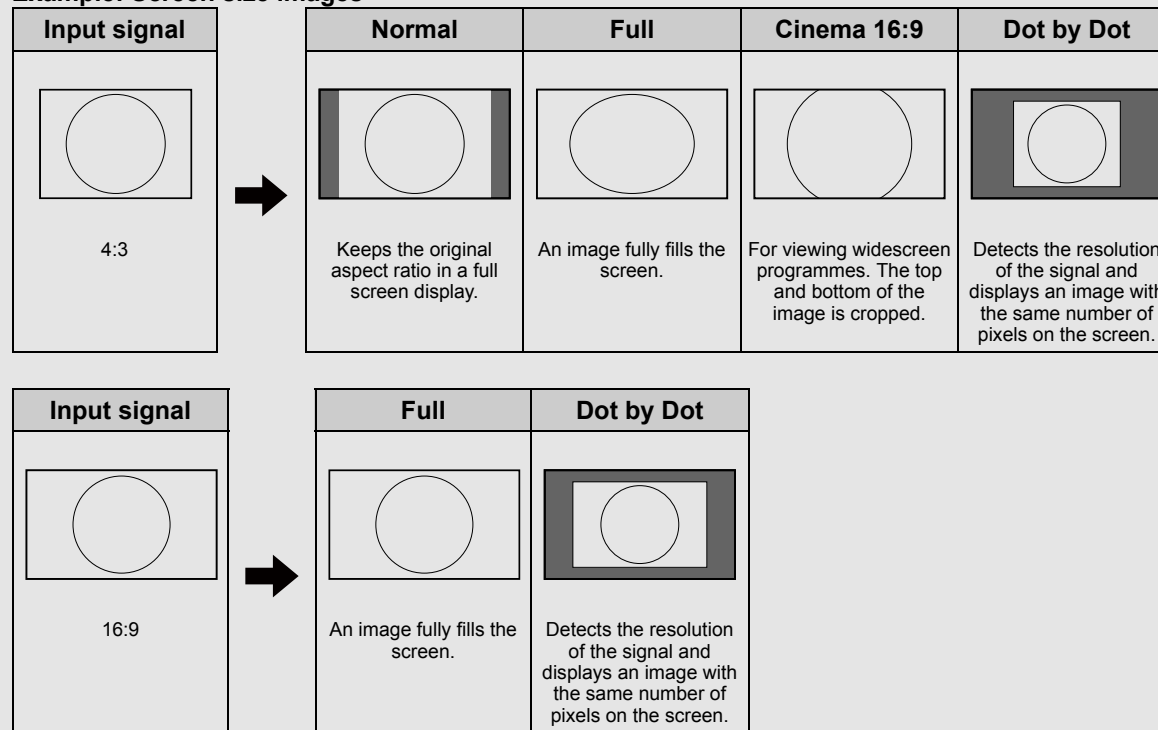 Example: Screen size images
Input signal
Normal
Full
Cinema 16:9
Dot by Dot
4:3
Keeps the original
aspect ratio in a full
screen display.
An image fully fills the
screen.
For viewing widescreen
programmes. The top
and bottom of the
image is cropped.
Detects the resolution
of the signal and
displays an image with
the same number of
pixels on the screen.
Input signal
Full
Dot by Dot
16:9
An image fully fills the
screen.
Detects the resolution
of the signal and
displays an image with
the same number of
pixels on the screen.